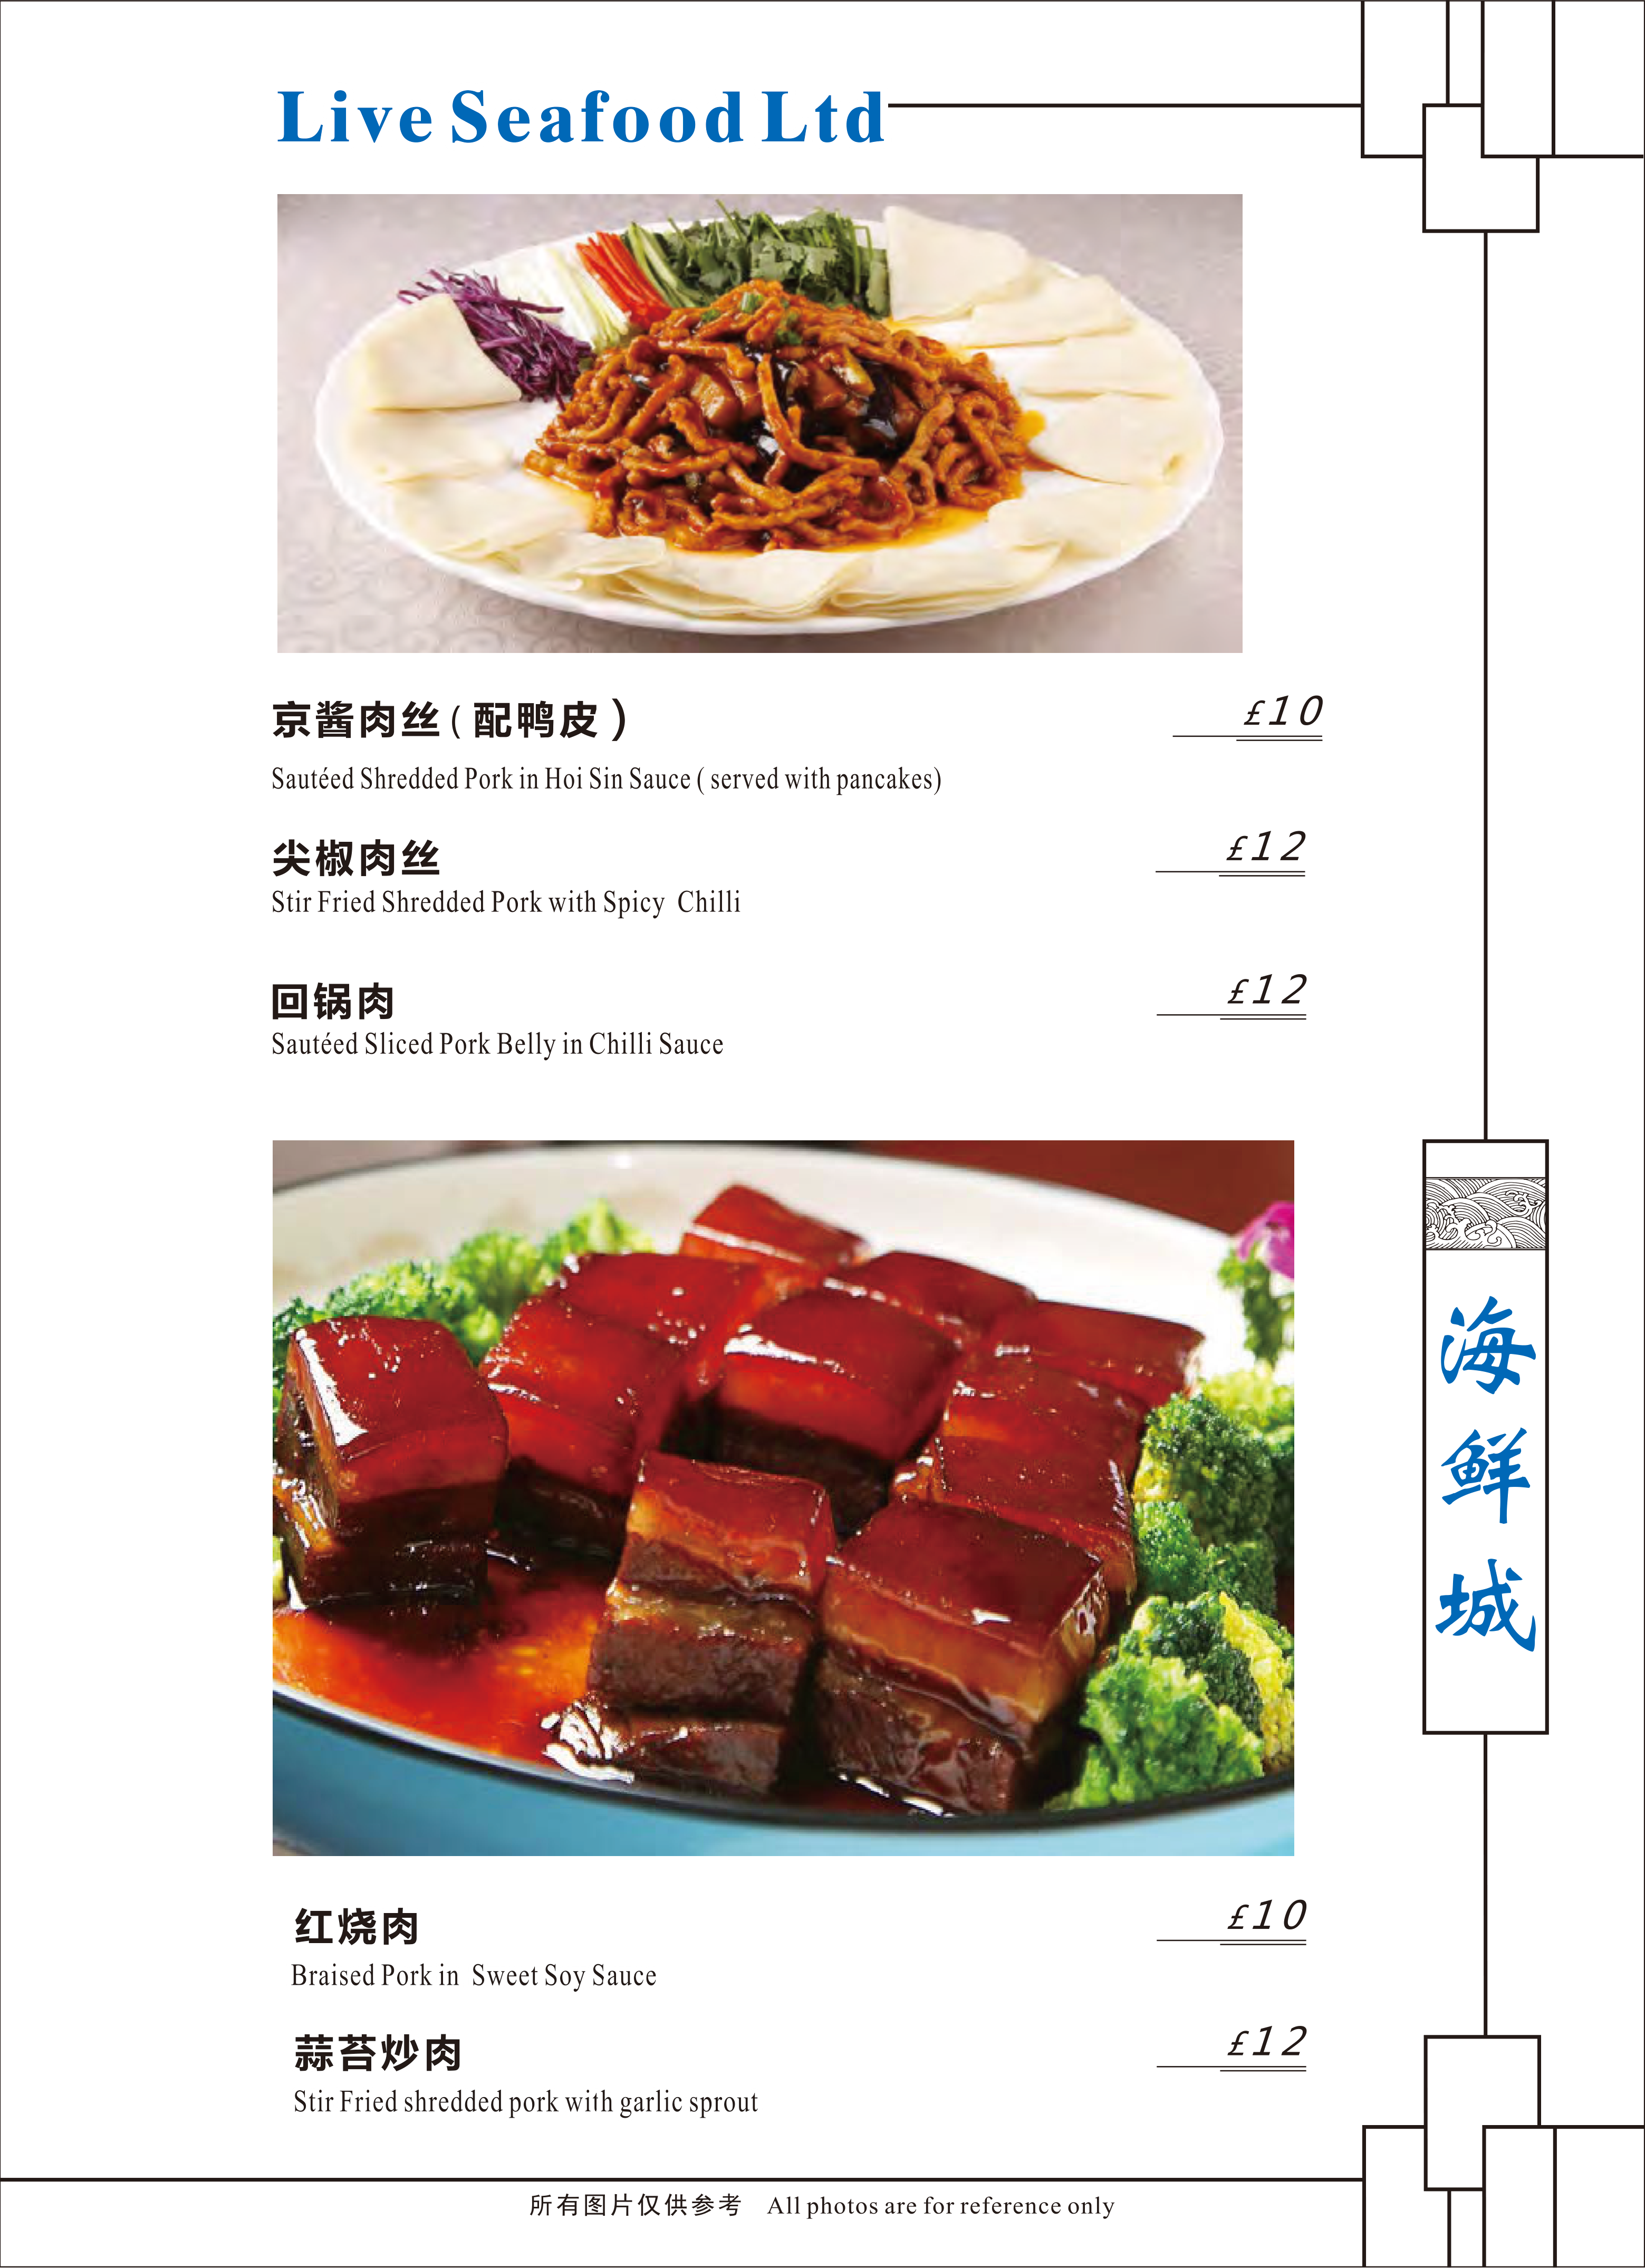 Live Seafood Ltd
京酱肉丝(配鸭皮) £10
Sautéed Shredded Pork in Hoi Sin Sauce ( served with pancakes)
尖椒肉丝 £12
Stir Fried Shredded Pork with Spicy Chilli
回锅肉 £12
Sautéed Sliced Pork Belly in Chilli Sauce
海鲜城
红烧肉 £10
Braised Pork in Sweet Soy Sauce
蒜苔炒肉 £12
Stir Fried shredded pork with garlic sprout
所有图片仅供参考 All photos are for reference only